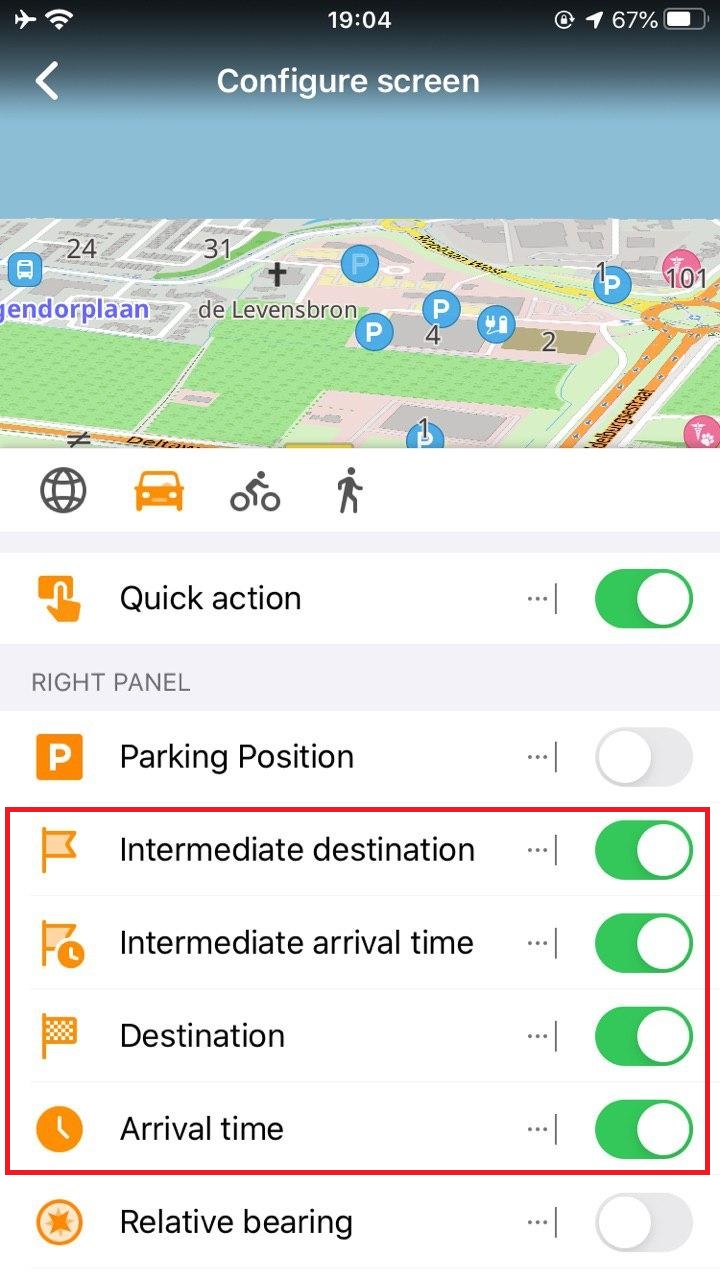 19:04
67%
Configure screen
24
31
101
1
P
P
gendorplaan
de Levensbron
P
P
4
2
1
P
Quick action
RIGHT PANEL
P
Parking Position
Intermediate destination
Intermediate arrival time
Destination
Arrival time
Relative bearing